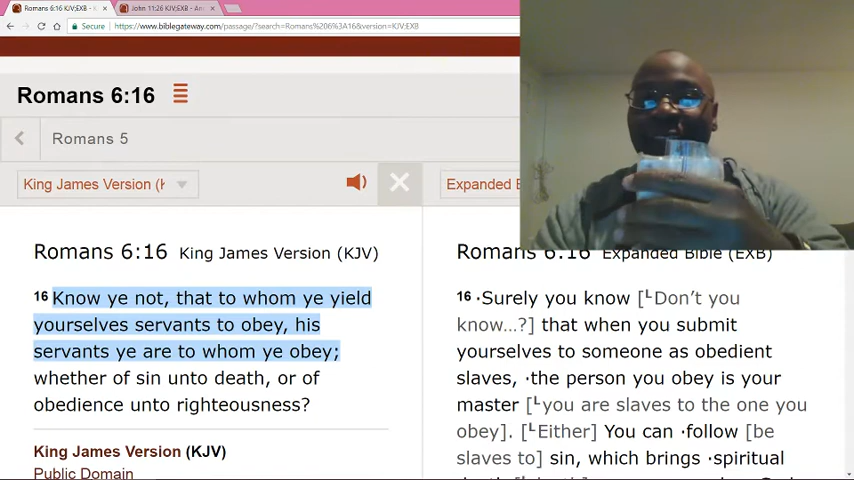 Romans 6:16 KJV;EXB - K
John 11:26 KJV;EXB - An
Secure
https://www.biblegateway.com/passage/?search=Romans%206%3A16&version=KJV;EXB
Romans 6:16
Romans 5
King James Version (K
Expanded B
Romans 6:16 King James Version (KJV)
16 Know ye not, that to whom ye yield
yourselves servants to obey, his
servants ye are to whom ye obey;
whether of sin unto death, or of
obedience unto righteousness?
King James Version (KJV)
Public Domain
Romans 6:16 Expanded Bible (EXB)
16 ·Surely you know [└Don't you
know…?] that when you submit
yourselves to someone as obedient
slaves, ·the person you obey is your
master [└you are slaves to the one you
obey]. [└Either] You can ·follow [be
slaves to] sin, which brings ·spiritual